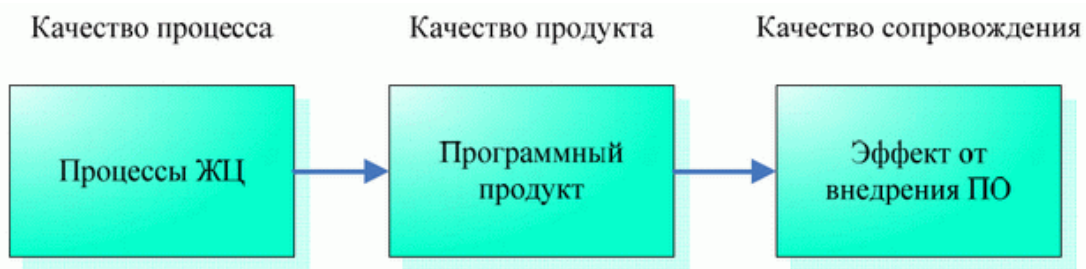 Качество процесса
Качество продукта
Качество сопровождения
Процессы ЖЦ
Программный
продукт
Эффект от
внедрения ПО